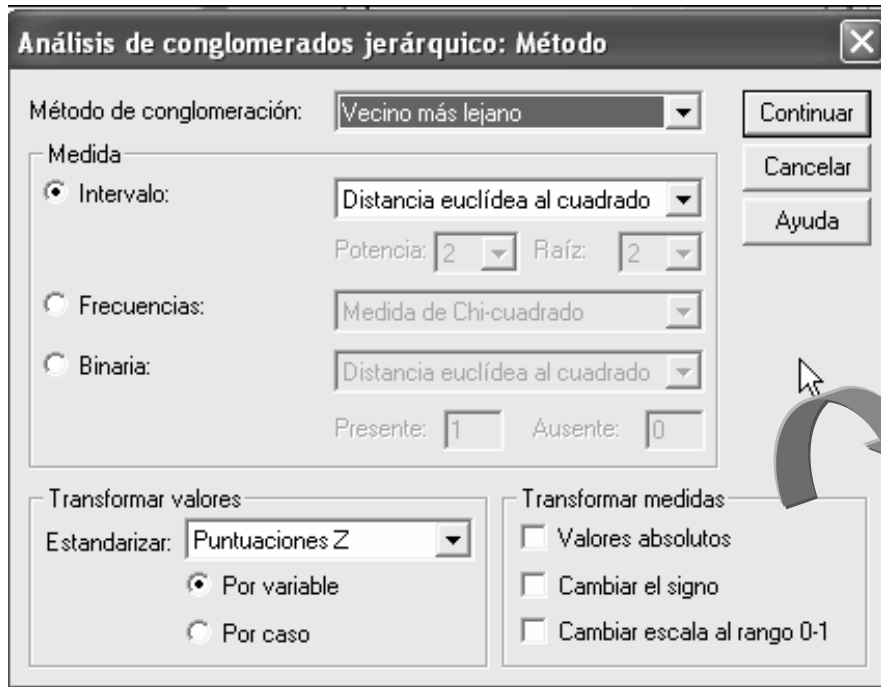 Análisis de conglomerados jerárquico: Método
Método de conglomeración: Vecino más lejano
Continuar
Cancelar
Ayuda
Medida
Intervalo: Distancia euclídea al cuadrado
Potencia: 2 Raíz: 2
Frecuencias: Medida de Chi-cuadrado
Binaria: Distancia euclídea al cuadrado
Presente: 1 Ausente: 0
Transformar valores
Estandarizar: Puntuaciones Z
Por variable
Por caso
Transformar medidas
Valores absolutos
Cambiar el signo
Cambiar escala al rango 0-1